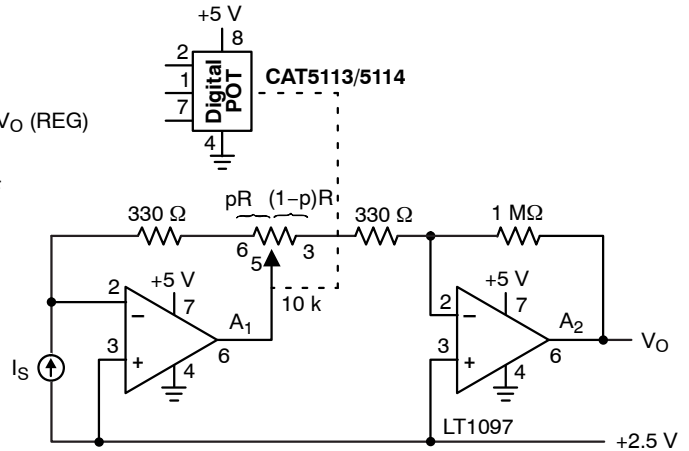 +5 V
2
8
1
Digital
POT
CAT5113/5114
7
V_O (REG)
4
pR
(1−p)R
330 Ω
330 Ω
1 MΩ
6
5
3
10 k
2
+5 V
7
−
A₁
3
+
6
4
I_S
2
+5 V
7
−
A₂
3
+
6
4
V_O
LT1097
+2.5 V